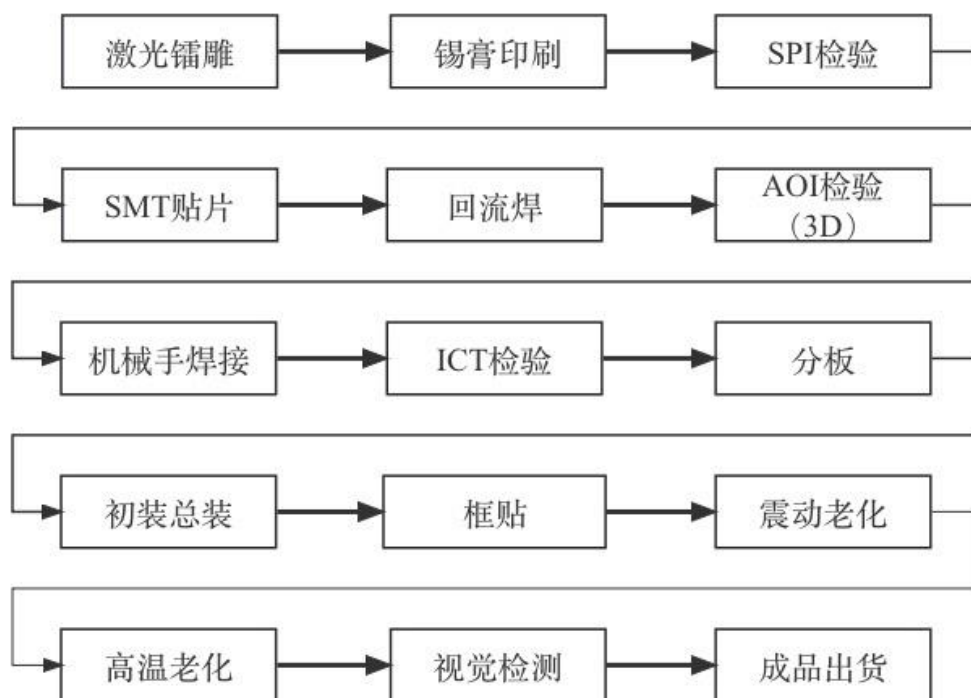 激光镭雕
锡膏印刷
SPI检验
SMT贴片
回流焊
AOI检验
（3D）
机械手焊接
ICT检验
分板
初装总装
框贴
震动老化
高温老化
视觉检测
成品出货